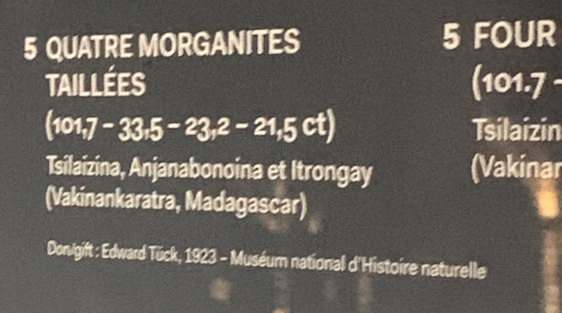 5 QUATRE MORGANITES
TAILLÉES
(101,7 - 33,5 - 23,2 - 21,5 ct)
Tsilaizina, Anjanabonoina et Itrongay
(Vakinankaratra, Madagascar)
Don/gift : Edward Tück, 1923 - Muséum national d'Histoire naturelle
5 FOUR
(101.7 -
Tsilaizin
(Vakinar